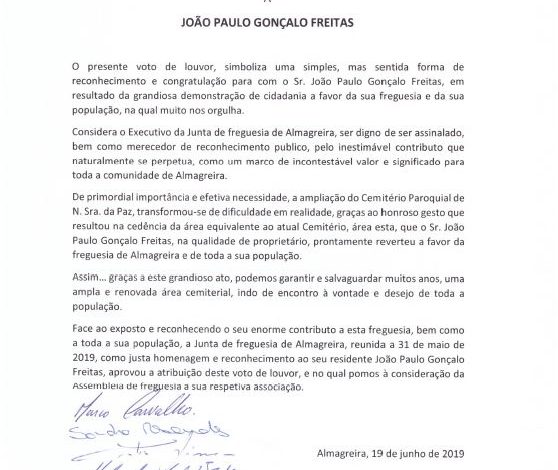 JOÃO PAULO GONÇALO FREITAS
O presente voto de louvor, simboliza uma simples, mas sentida forma de
reconhecimento e congratulação para com o Sr. João Paulo Gonçalo Freitas, em
resultado da grandiosa demonstração de cidadania a favor da sua freguesia e da sua
população, na qual muito nos orgulha.
Considera o Executivo da Junta de freguesia de Almagreira, ser digno de ser assinalado,
bem como merecedor de reconhecimento publico, pelo inestimável contributo que
naturalmente se perpetua, como um marco de incontestável valor e significado para
toda a comunidade de Almagreira.
De primordial importância e efetiva necessidade, a ampliação do Cemitério Paroquial de
N. Sra. da Paz, transformou-se de dificuldade em realidade, graças ao honroso gesto que
resultou na cedência da área equivalente ao atual Cemitério, área esta, que o Sr. João
Paulo Gonçalo Freitas, na qualidade de proprietário, prontamente reverteu a favor da
freguesia de Almagreira e de toda a sua população.
Assim... graças a este grandioso ato, podemos garantir e salvaguardar muitos anos, uma
ampla e renovada área cemiterial, indo de encontro à vontade e desejo de toda a
população.
Face ao exposto e reconhecendo o seu enorme contributo a esta freguesia, bem como
a toda a sua população, a Junta de freguesia de Almagreira, reunida a 31 de maio de
2019, como justa homenagem e reconhecimento ao seu residente João Paulo Gonçalo
Freitas, aprovou a atribuição deste voto de louvor, e no qual pomos à consideração da
Assembleia de freguesia a sua respetiva associação.
Marco Carvalho.
Almagreira, 19 de junho de 2019